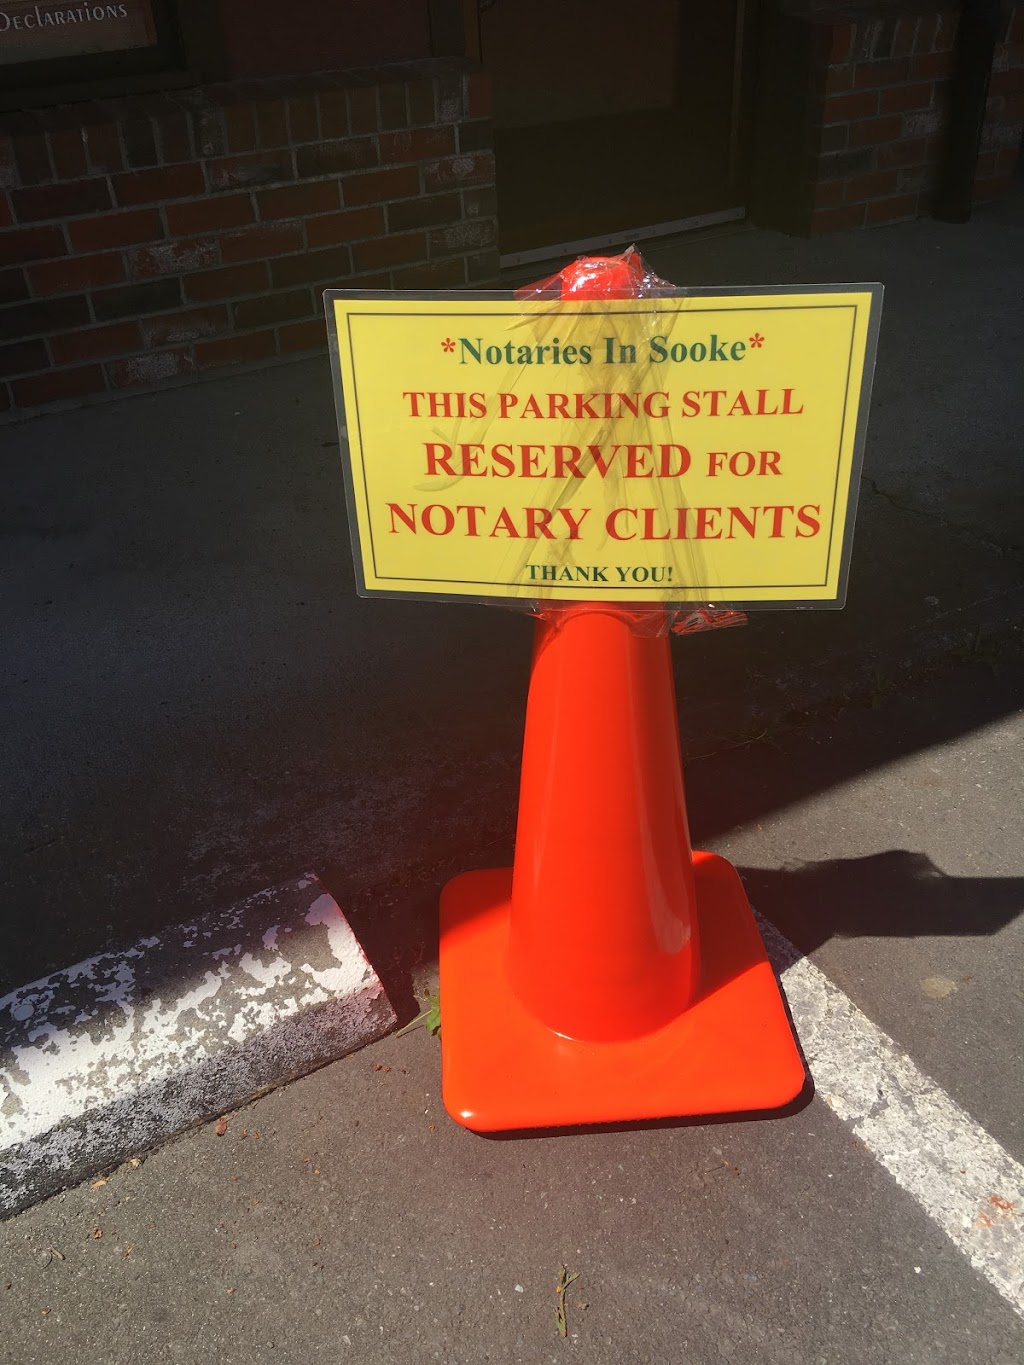 Declarations
*Notaries In Sooke*
THIS PARKING STALL
RESERVED FOR
NOTARY CLIENTS
THANK YOU!